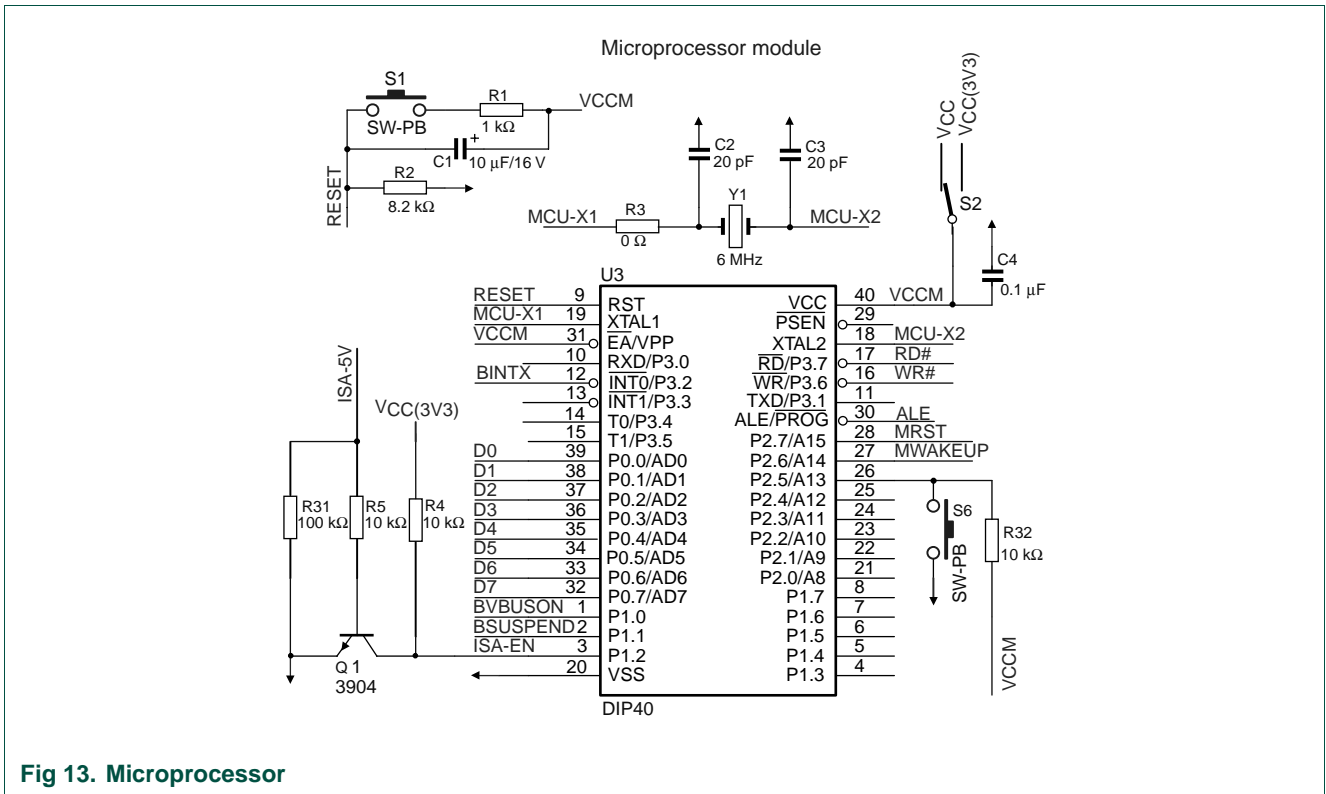 Microprocessor module
S1
SW-PB
R1
1 kΩ
VCCM
C1
+
10 μF/16 V
RESET
R2
8.2 kΩ
C2
20 pF
C3
20 pF
MCU-X1
R3
0 Ω
Y1
6 MHz
MCU-X2
VCC
VCC(3V3)
S2
C4
0.1 μF
U3
RESET 9 RST
MCU-X1 19 XTAL1
VCCM 31 EA/VPP
10 RXD/P3.0
BINTX 12 INT0/P3.2
13 INT1/P3.3
14 T0/P3.4
15 T1/P3.5
D0 39 P0.0/AD0
D1 38 P0.1/AD1
D2 37 P0.2/AD2
D3 36 P0.3/AD3
D4 35 P0.4/AD4
D5 34 P0.5/AD5
D6 33 P0.6/AD6
D7 32 P0.7/AD7
BVBUSON 1 P1.0
BSUSPEND 2 P1.1
ISA-EN 3 P1.2
20 VSS
VCC 40 VCCM
PSEN 29
XTAL2 18 MCU-X2
RD/P3.7 17 RD#
WR/P3.6 16 WR#
TXD/P3.1 11
ALE/PROG 30 ALE
P2.7/A15 28 MRST
P2.6/A14 27 MWAKEUP
P2.5/A13 26
P2.4/A12 25
P2.3/A11 24
P2.2/A10 23
P2.1/A9 22
P2.0/A8 21
P1.7 8
P1.6 7
P1.5 6
P1.4 5
P1.3 4
DIP40
ISA-5V
VCC(3V3)
R31
100 kΩ
R5
10 kΩ
R4
10 kΩ
Q 1
3904
S6
SW-PB
R32
10 kΩ
VCCM
Fig 13. Microprocessor